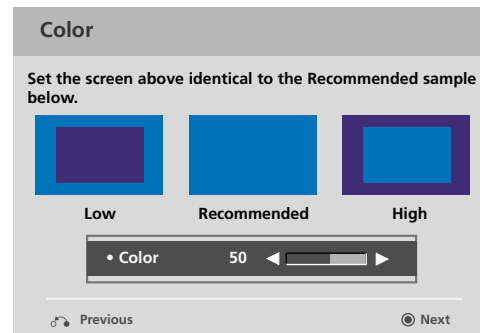 Color
Set the screen above identical to the Recommended sample
below.
Low Recommended High
• Color 50 ◀ ▶
Previous Next